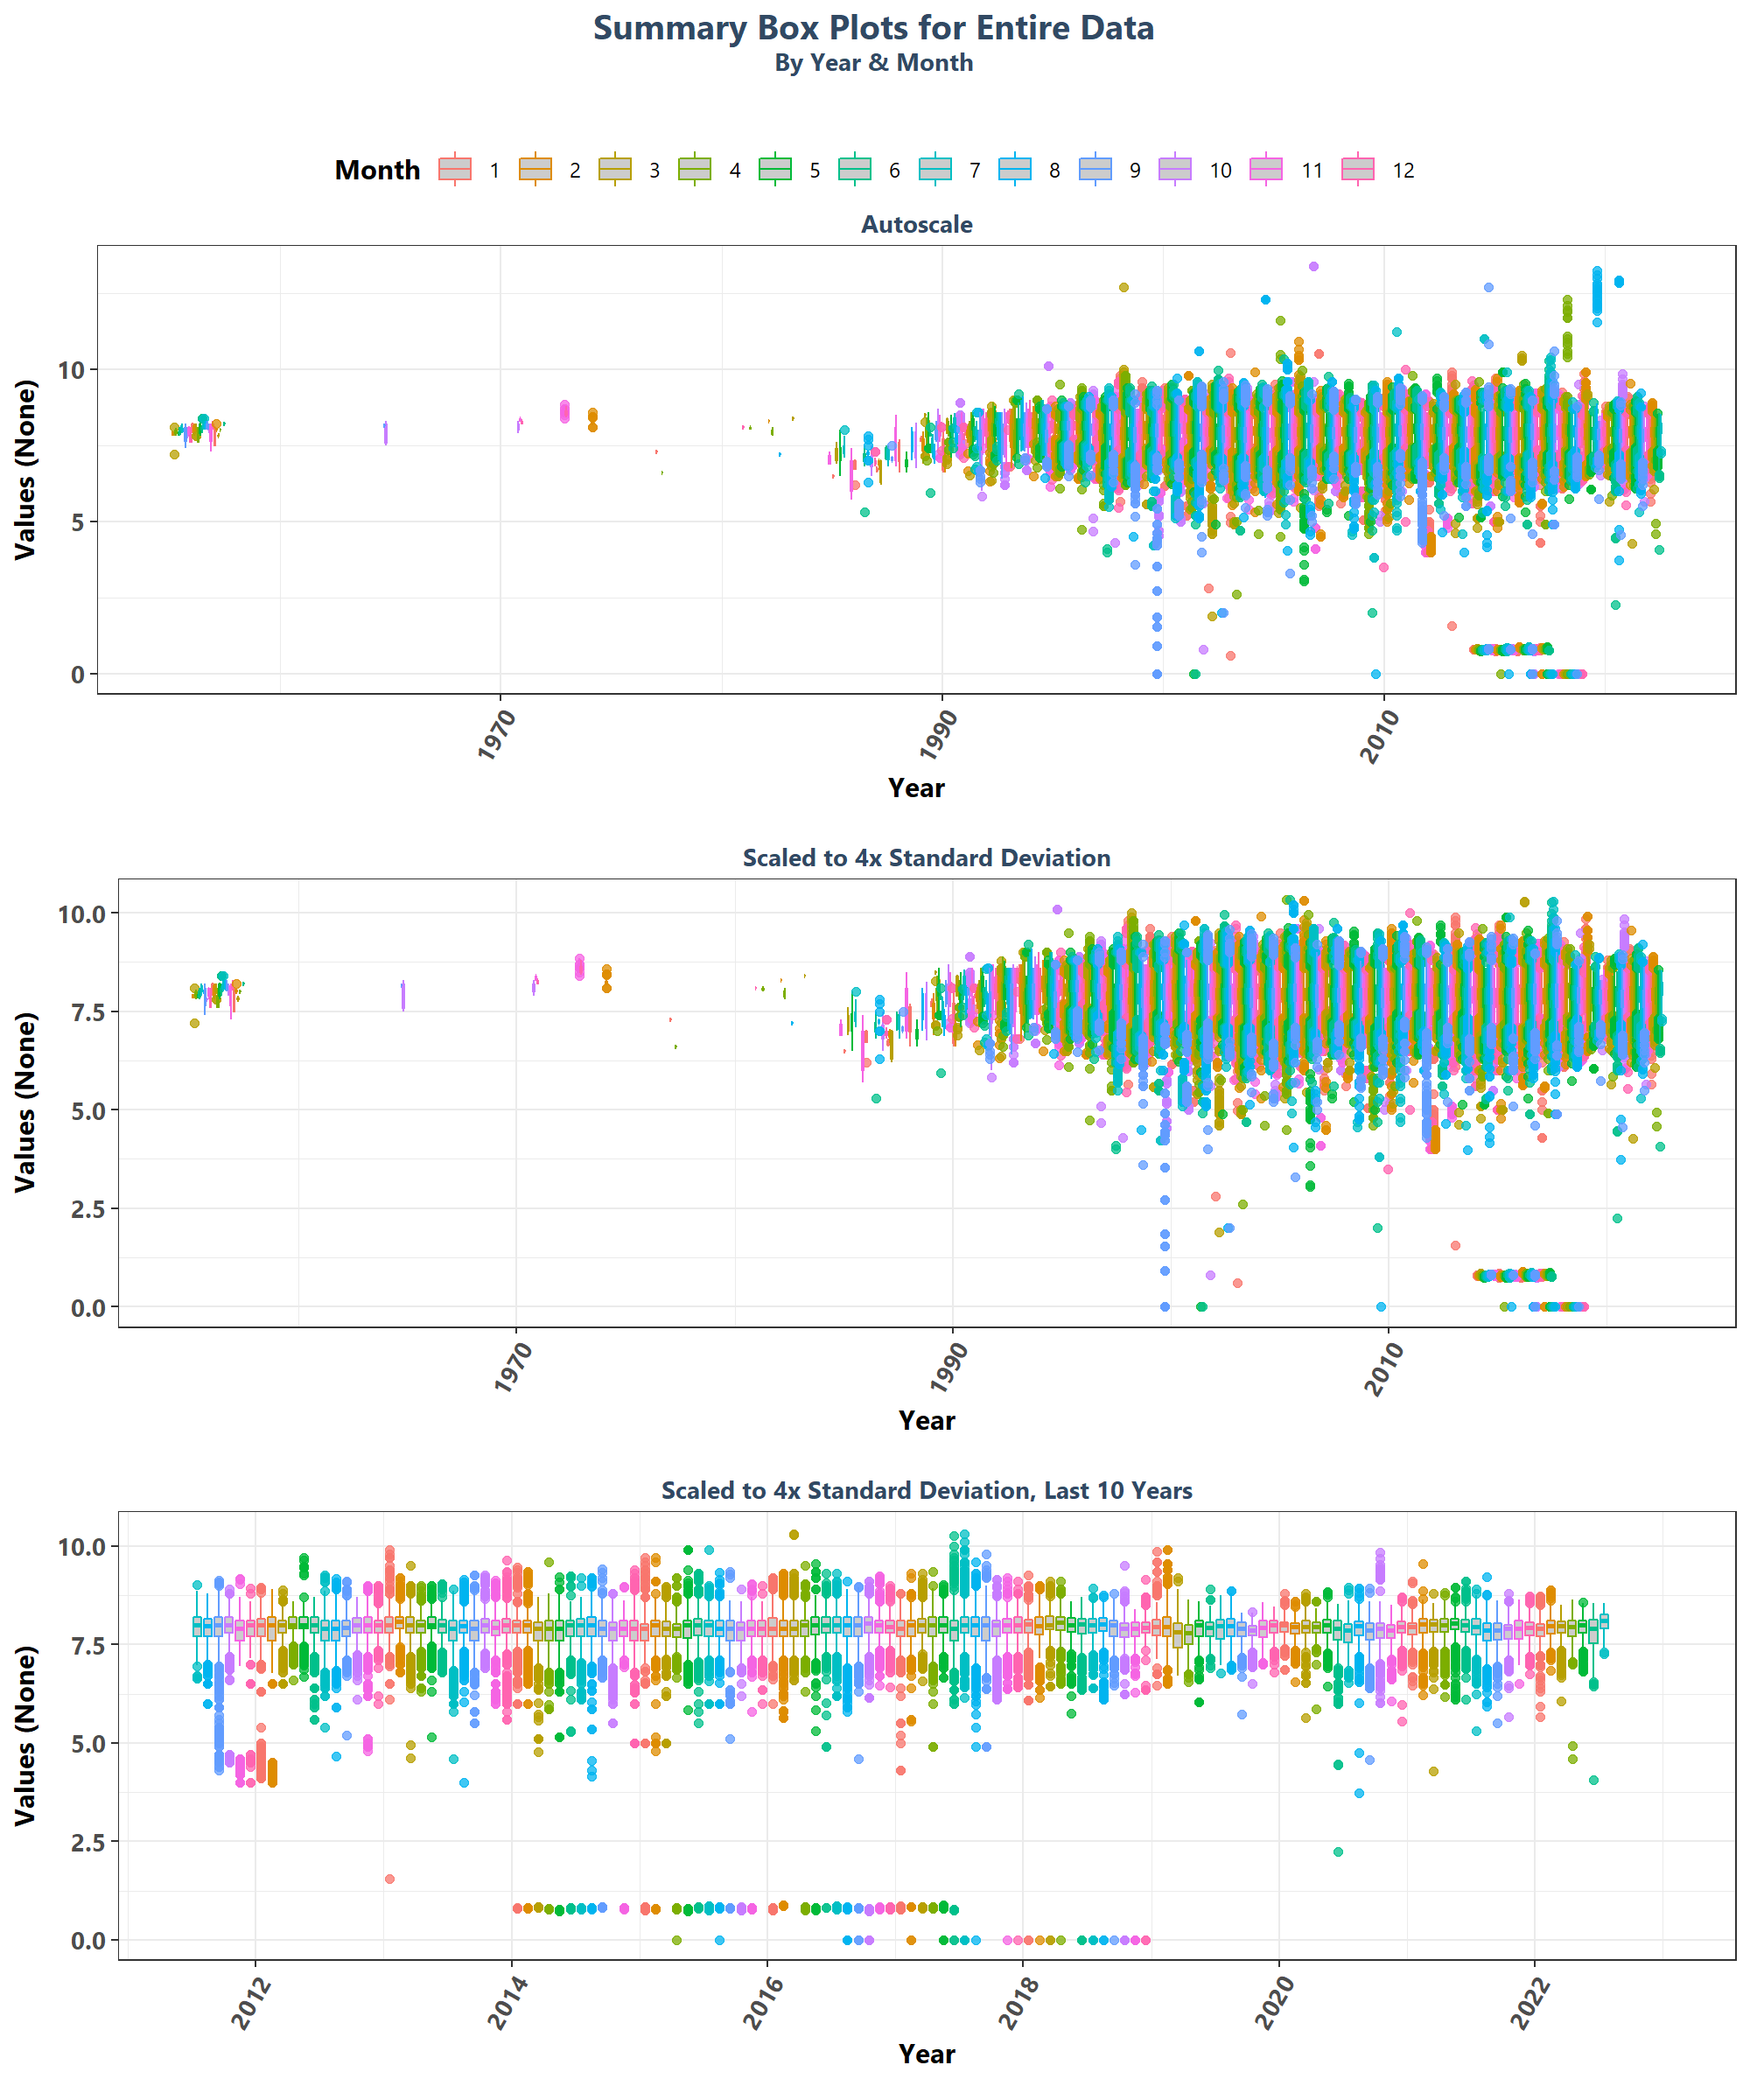 Summary Box Plots for Entire Data
By Year & Month
Month 1 2 3 4 5 6 7 8 9 10 11 12
Autoscale
Values (None)
10
5
0
1970 1990 2010
Year
Scaled to 4x Standard Deviation
Values (None)
10.0
7.5
5.0
2.5
0.0
1970 1990 2010
Year
Scaled to 4x Standard Deviation, Last 10 Years
Values (None)
10.0
7.5
5.0
2.5
0.0
2012 2014 2016 2018 2020 2022
Year